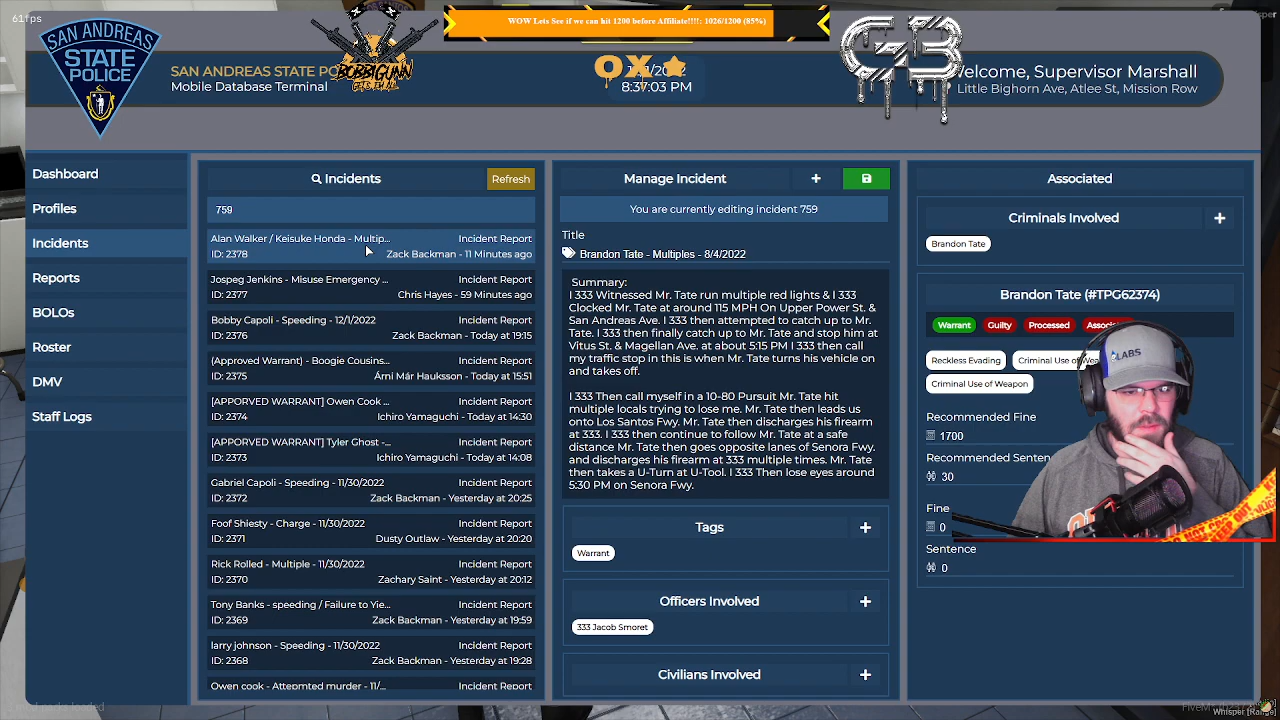 61fps
WOW Lets See if we can hit 1200 before Affiliate!!!!: 1026/1200 (85%)
SAN ANDREAS
STATE
POLICE
SAN ANDREAS STATE PO
Mobile Database Terminal
BOBBIGUNN
GETS EM ALL
OX
8:37:03 PM
G3
Welcome, Supervisor Marshall
Little Bighorn Ave, Atlee St, Mission Row
Dashboard
Profiles
Incidents
Reports
BOLOs
Roster
DMV
Staff Logs
Incidents
Refresh
759
Alan Walker / Keisuke Honda - Multip... Incident Report
ID: 2378 Zack Backman - 11 Minutes ago
Jospeg Jenkins - Misuse Emergency ... Incident Report
ID: 2377 Chris Hayes - 59 Minutes ago
Bobby Capoli - Speeding - 12/1/2022 Incident Report
ID: 2376 Zack Backman - Today at 19:15
(Approved Warrant) - Boogie Cousins... Incident Report
ID: 2375 Árni Már Hauksson - Today at 15:51
[APPORVED WARRANT] Owen Cook ... Incident Report
ID: 2374 Ichiro Yamaguchi - Today at 14:30
[APPORVED WARRANT] Tyler Ghost -... Incident Report
ID: 2373 Ichiro Yamaguchi - Today at 14:08
Gabriel Capoli - Speeding - 11/30/2022 Incident Report
ID: 2372 Zack Backman - Yesterday at 20:25
Foof Shiesty - Charge - 11/30/2022 Incident Report
ID: 2371 Dusty Outlaw - Yesterday at 20:20
Rick Roller - Multiple - 11/30/2022 Incident Report
ID: 2370 Zachary Saint - Yesterday at 20:12
Tony Banks - speeding / Failure to Yie... Incident Report
ID: 2369 Zack Backman - Yesterday at 19:59
larry johnson - Speeding - 11/30/2022 Incident Report
ID: 2368 Zack Backman - Yesterday at 19:28
Owen cook - Attepmted murder - 11/... Incident Report
Manage Incident +
You are currently editing incident 759
Title
Brandon Tate - Multiples - 8/4/2022
Summary:
I 333 Witnessed Mr. Tate run multiple red lights & I 333
Clocked Mr. Tate at around 115 MPH On Upper Power St. &
San Andreas Ave. I 333 then attempted to catch up to Mr.
Tate. I 333 then finally catch up to Mr. Tate and stop him at
Vitus St. & Magellan Ave. at about 5:15 PM I 333 then call
my traffic stop in this is when Mr. Tate turns his vehicle on
and takes off.
I 333 Then call myself in a 10-80 Pursuit Mr. Tate hit
multiple locals trying to lose me. Mr. Tate then leads us
onto Los Santos Fwy. Mr. Tate then discharges his firearm
at 333. I 333 then continue to follow Mr. Tate at a safe
distance Mr. Tate then goes opposite lanes of Senora Fwy.
and discharges his firearm at 333 multiple times. Mr. Tate
then takes a U-Turn at U-Tool. I 333 Then lose eyes around
5:30 PM on Senora Fwy.
Tags +
Warrant
Officers Involved +
333 Jacob Smoret
Civilians Involved +
Associated
Criminals Involved +
Brandon Tate
Brandon Tate (#TPG62374)
Warrant Guilty Processed Associ
Reckless Evading Criminal Use of Wea
Criminal Use of Weapon
Recommended Fine
1700
Recommended Senten
30
Fine
0
Sentence
0
LABS